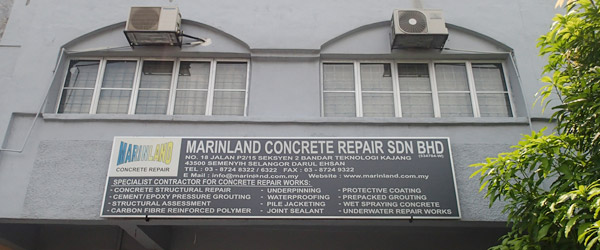 MARINLAND
CONCRETE REPAIR
MARINLAND CONCRETE REPAIR SDN BHD
NO. 18 JALAN P2/15 SEKSYEN 2 BANDAR TEKNOLOGI KAJANG
43500 SEMENYIH SELANGOR DARUL EHSAN
TEL : 03 - 8724 8322 / 6322 FAX : 03 - 8724 9322
E Mail : info@marinland.com.my Website : www.marinland.com.my
SPECIALIST CONTRACTOR FOR CONCRETE REPAIR WORKS:
- CONCRETE STRUCTURAL REPAIR - UNDERPINNING - PROTECTIVE COATING
- CEMENT/EPOXY PRESSURE GROUTING - WATERPROOFING - PREPACKED GROUTING
- STRUCTURAL ASSESSMENT - PILE JACKETING - WET SPRAYING CONCRETE
- CARBON FIBRE REINFORCED POLYMER - JOINT SEALANT - UNDERWATER REPAIR WORKS